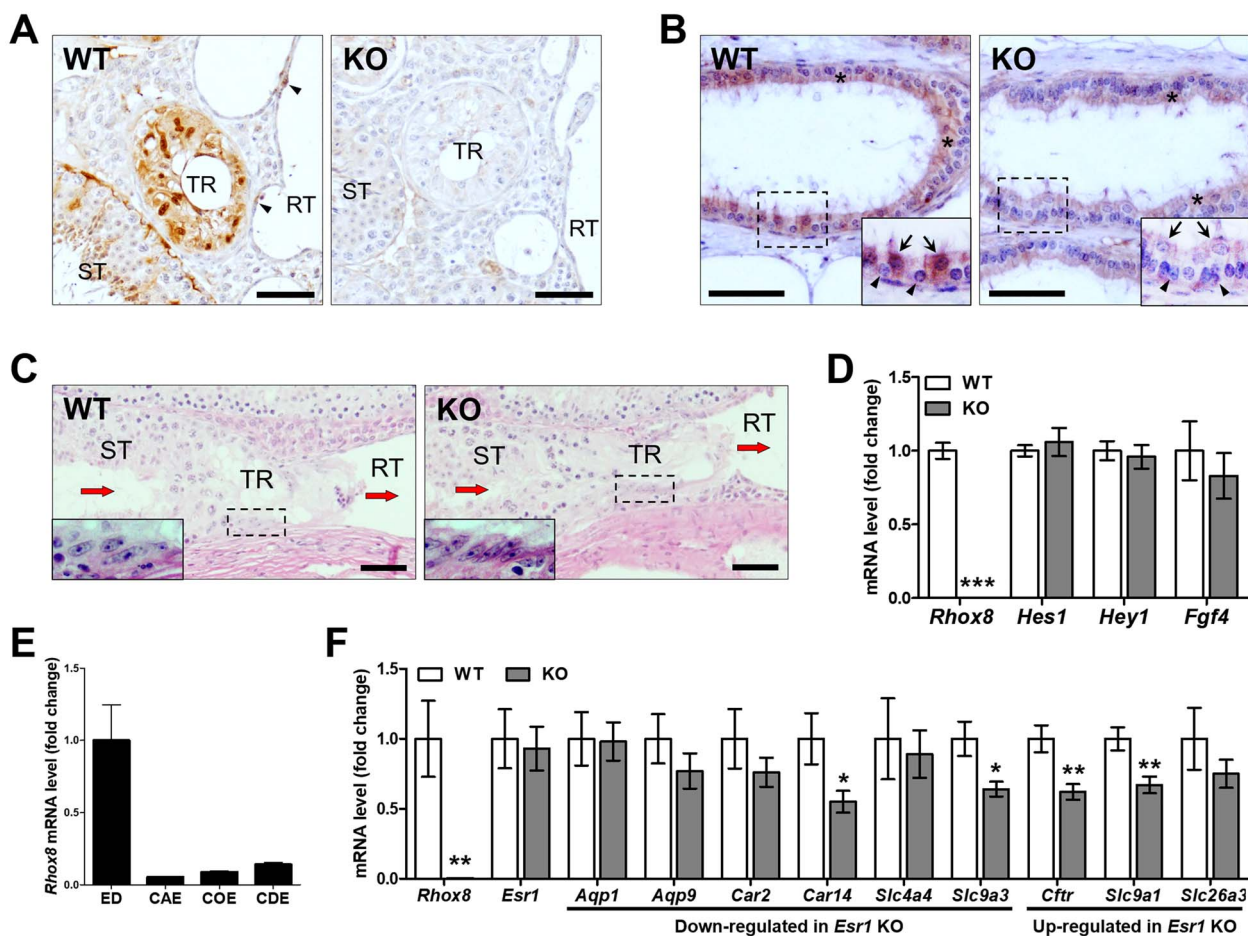 A
WT
TR
RT
ST
KO
TR
ST
RT
B
WT
*
*
KO
*
*
C
WT
ST
TR
RT
KO
ST
TR
RT
D
mRNA level (fold change)
1.5
1.0
0.5
0.0
WT
KO
***
Rhox8 Hes1 Hey1 Fgf4
E
Rhox8 mRNA level (fold change)
1.5
1.0
0.5
0.0
ED CAE COE CDE
F
mRNA level (fold change)
1.5
1.0
0.5
0.0
WT KO
** * * ** **
Rhox8 Esr1 Aqp1 Aqp9 Car2 Car14 Slc4a4 Slc9a3 Cftr Slc9a1 Slc26a3
Down-regulated in Esr1 KO Up-regulated in Esr1 KO